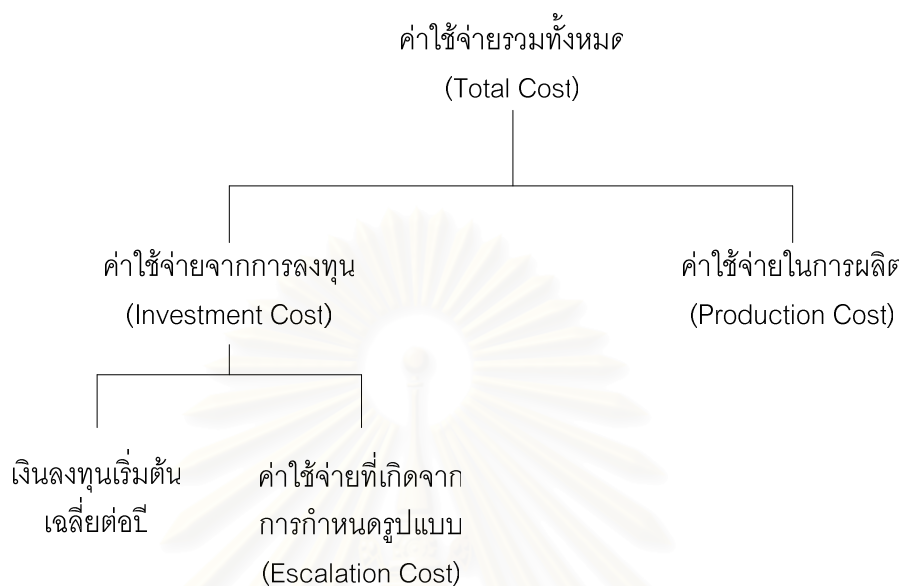 ค่าใช้จ่ายรวมทั้งหมด
(Total Cost)
ค่าใช้จ่ายจากการลงทุน
(Investment Cost)
ค่าใช้จ่ายในการผลิต
(Production Cost)
เงินลงทุนเริ่มต้น
เฉลี่ยต่อปี
ค่าใช้จ่ายที่เกิดจาก
การกำหนดรูปแบบ
(Escalation Cost)